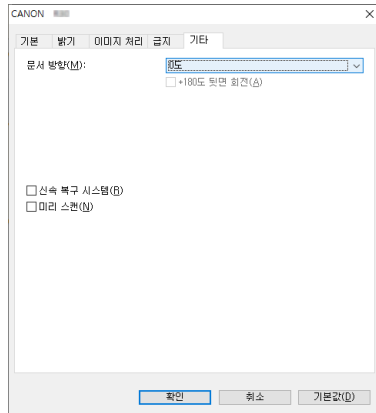 CANON
기본 밝기 이미지 처리 급지 기타
문서 방향(M): 0도
+180도 뒷면 회전(A)
신속 복구 시스템(R)
미리 스캔(N)
확인 취소 기본값(D)